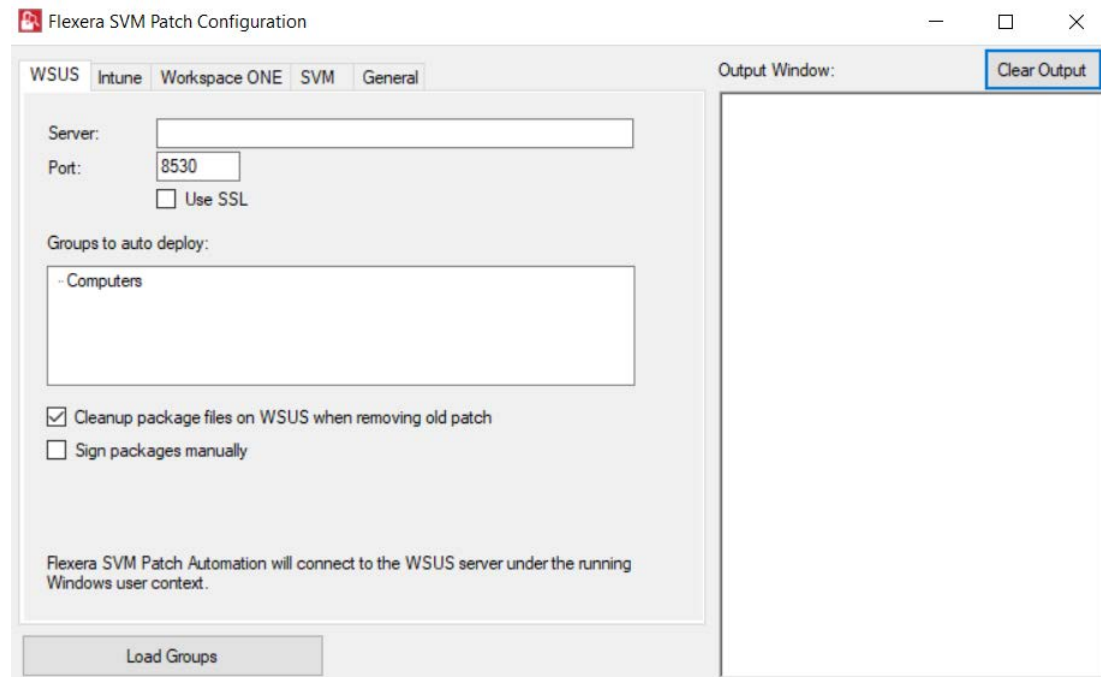 Flexera SVM Patch Configuration
WSUS Intune Workspace ONE SVM General
Server:
Port: 8530
Use SSL
Groups to auto deploy:
Computers
Cleanup package files on WSUS when removing old patch
Sign packages manually
Flexera SVM Patch Automation will connect to the WSUS server under the running
Windows user context.
Load Groups
Output Window: Clear Output